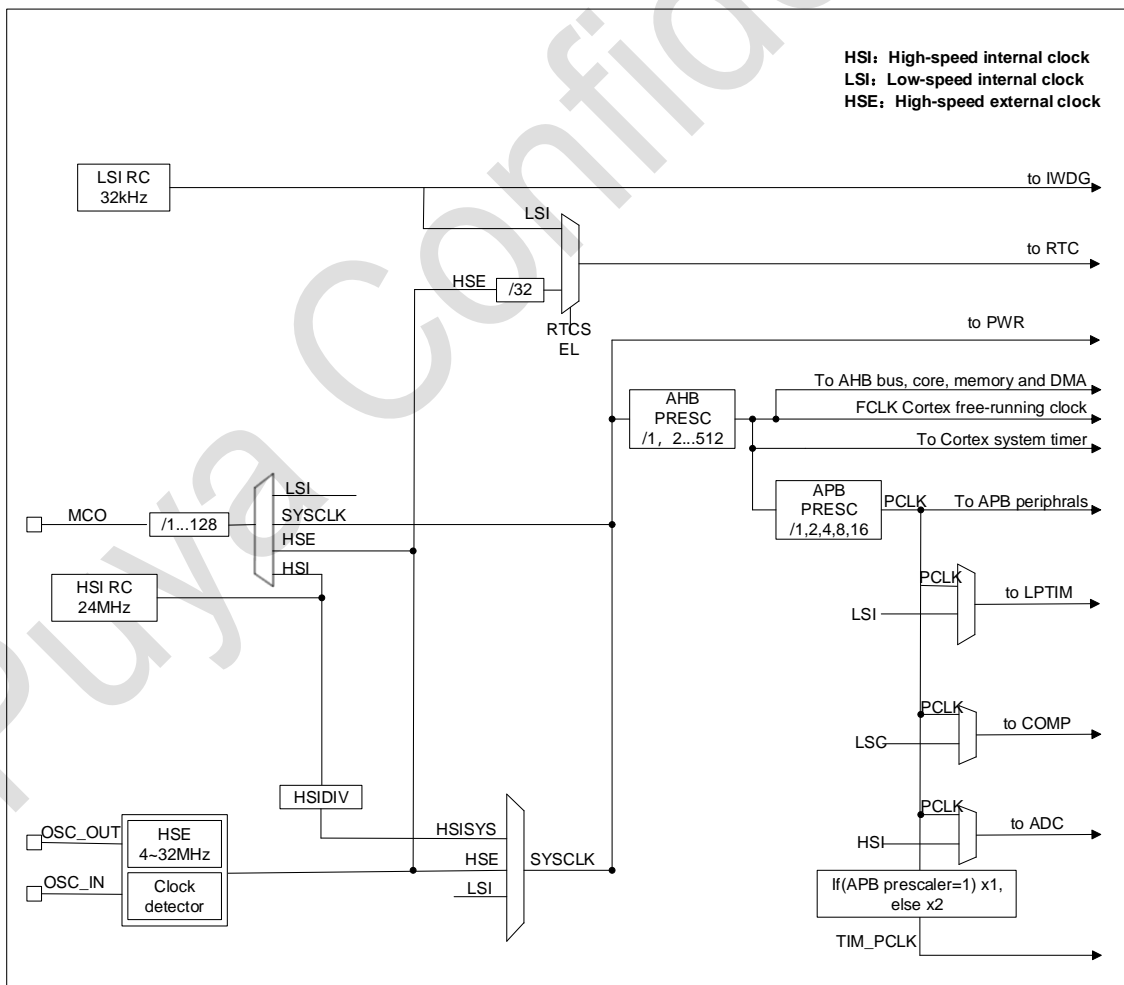 HSI：High-speed internal clock
LSI：Low-speed internal clock
HSE：High-speed external clock
LSI RC
32kHz
to IWDG
LSI
to RTC
HSE
/32
RTCS
EL
to PWR
To AHB bus, core, memory and DMA
AHB
PRESC
/1, 2...512
FCLK Cortex free-running clock
To Cortex system timer
LSI
APB
PRESC
/1,2,4,8,16
PCLK
To APB periphrals
MCO
/1...128
SYSCLK
HSE
HSI
HSI RC
24MHz
PCLK
to LPTIM
LSI
PCLK
to COMP
LSC
HSIDIV
PCLK
to ADC
HSI
OSC_OUT
HSE
4~32MHz
HSISYS
HSE
SYSCLK
LSI
OSC_IN
Clock
detector
If(APB prescaler=1) x1,
else x2
TIM_PCLK
Puya Confide